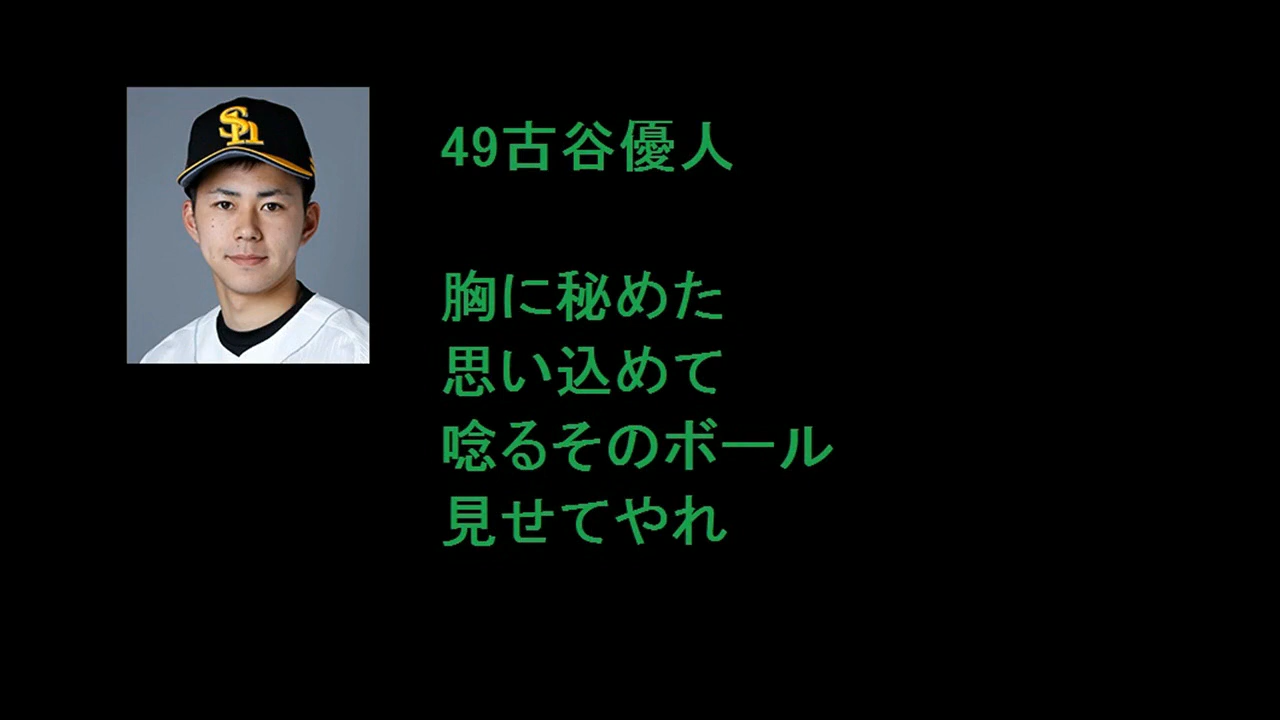 Sh
49古谷優人
胸に秘めた
思い込めて
唸るそのボール
見せてやれ